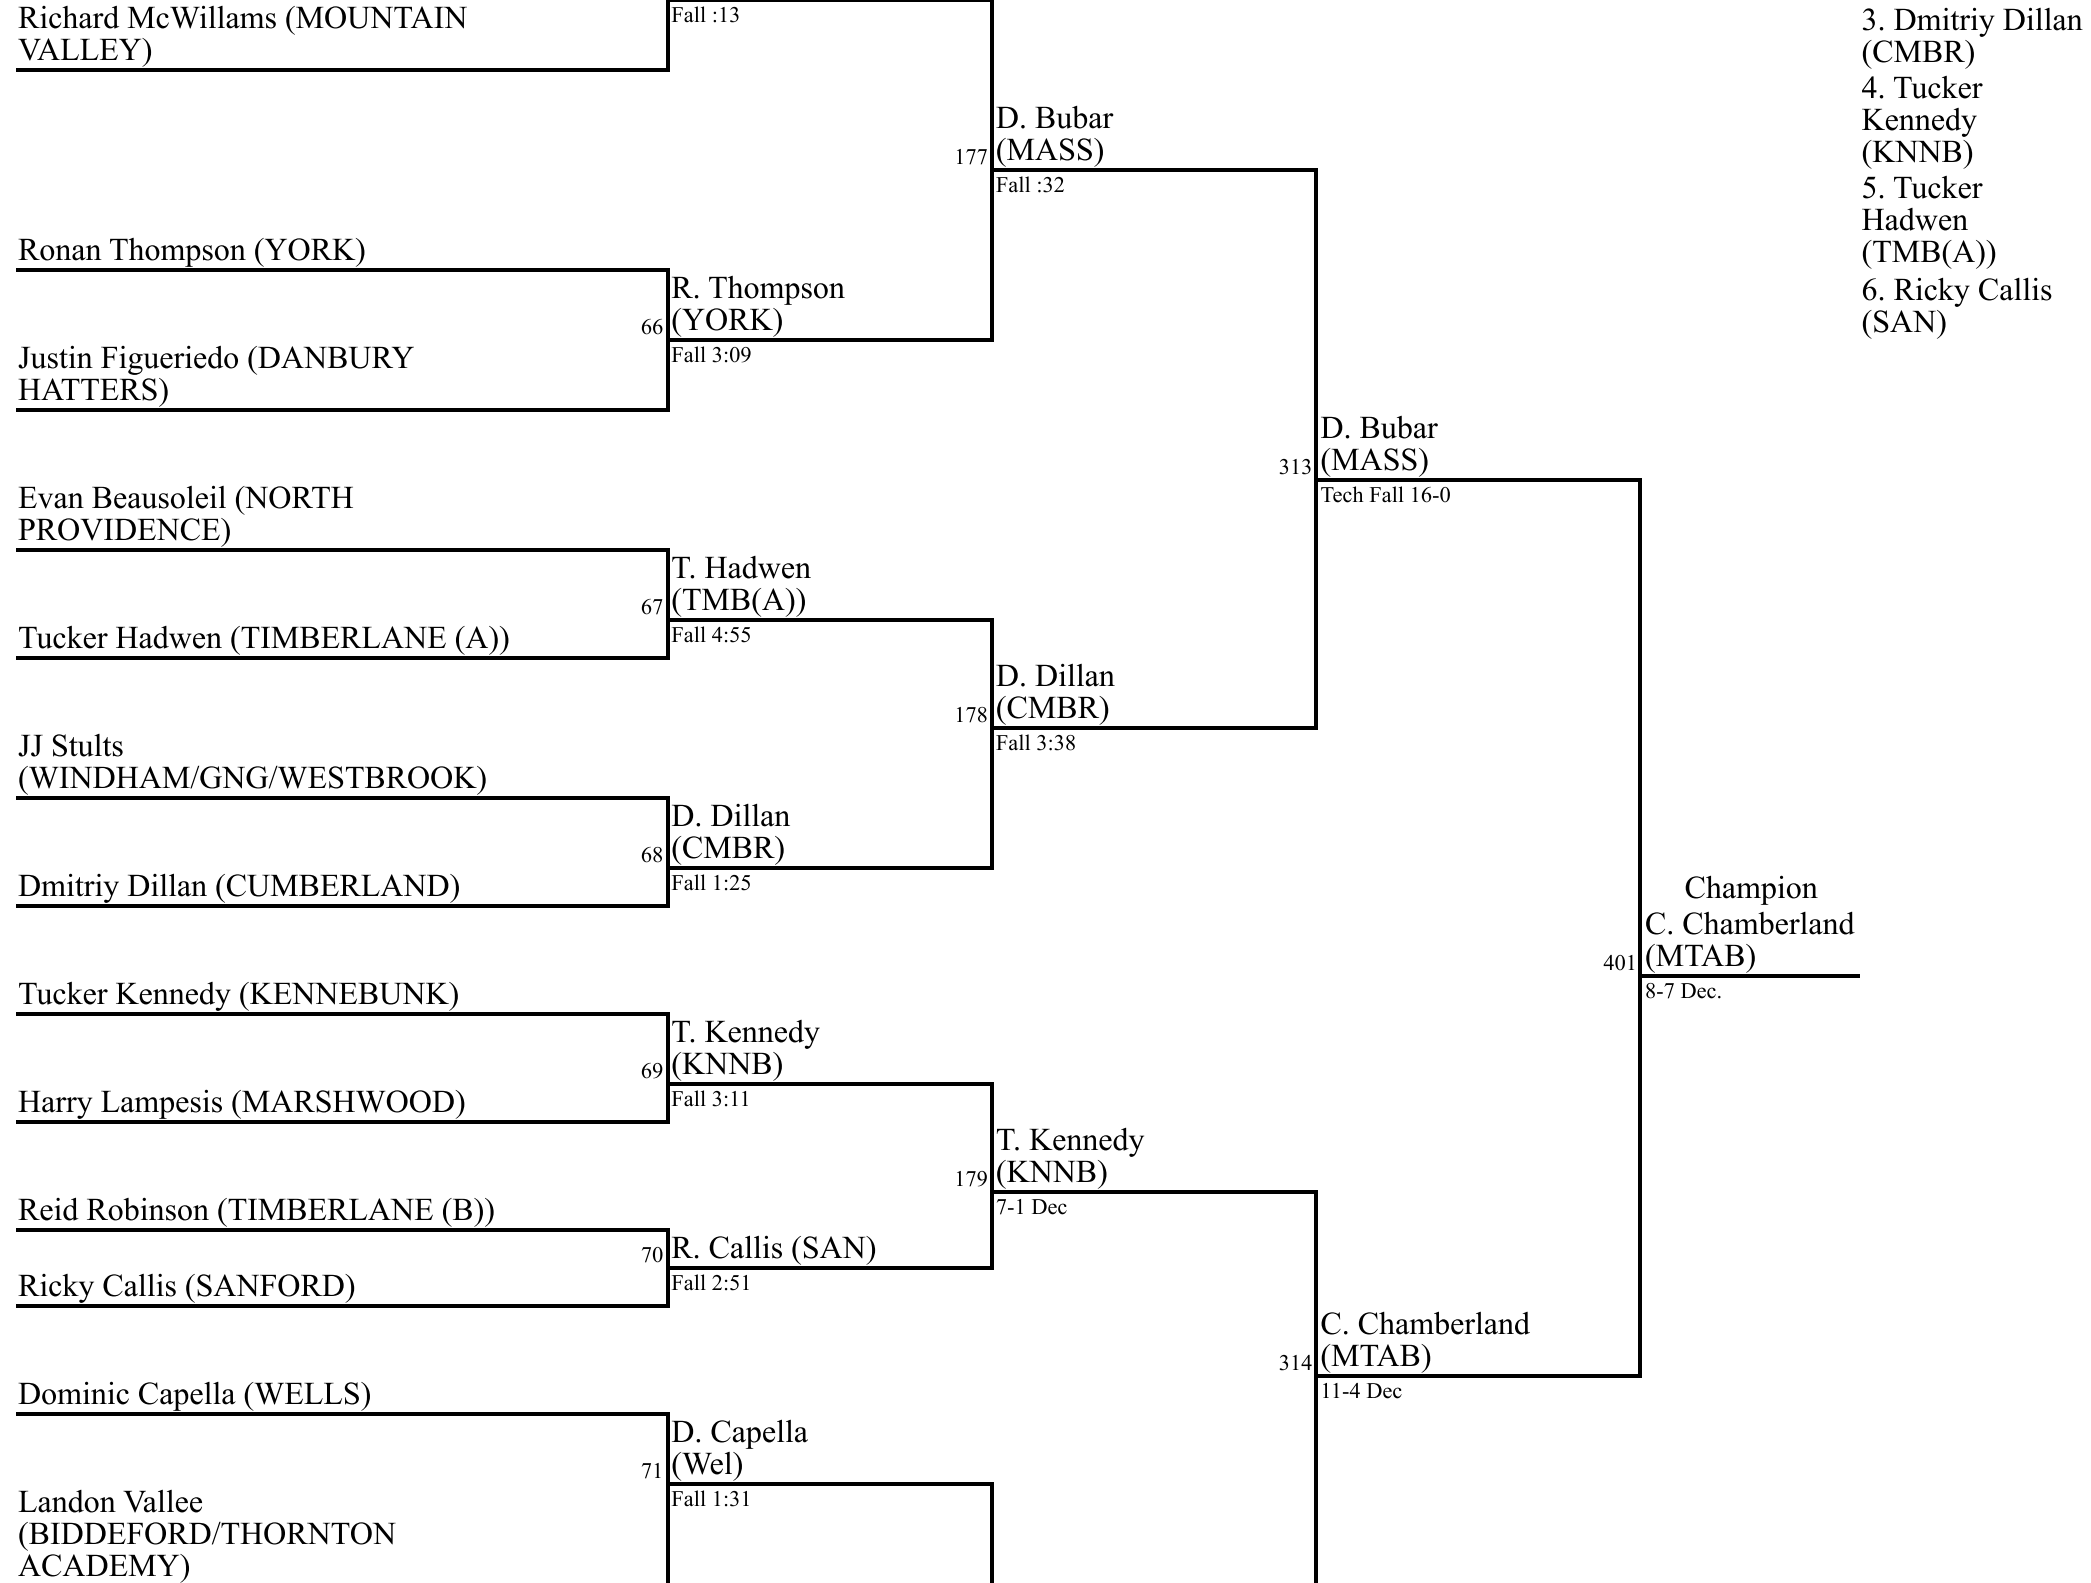 Richard McWillams (MOUNTAIN
VALLEY)
Fall :13
3. Dmitriy Dillan
(CMBR)
4. Tucker
Kennedy
(KNNB)
5. Tucker
Hadwen
(TMB(A))
6. Ricky Callis
(SAN)
D. Bubar
177
(MASS)
Fall :32
Ronan Thompson (YORK)
R. Thompson
66
(YORK)
Fall 3:09
Justin Figueriedo (DANBURY
HATTERS)
D. Bubar
313
(MASS)
Tech Fall 16-0
Evan Beausoleil (NORTH
PROVIDENCE)
T. Hadwen
67
(TMB(A))
Fall 4:55
Tucker Hadwen (TIMBERLANE (A))
D. Dillan
178
(CMBR)
Fall 3:38
JJ Stults
(WINDHAM/GNG/WESTBROOK)
D. Dillan
68
(CMBR)
Fall 1:25
Dmitriy Dillan (CUMBERLAND)
Champion
C. Chamberland
401
(MTAB)
8-7 Dec.
Tucker Kennedy (KENNEBUNK)
T. Kennedy
69
(KNNB)
Fall 3:11
Harry Lampesis (MARSHWOOD)
T. Kennedy
179
(KNNB)
7-1 Dec
Reid Robinson (TIMBERLANE (B))
70
R. Callis (SAN)
Fall 2:51
Ricky Callis (SANFORD)
C. Chamberland
314
(MTAB)
11-4 Dec
Dominic Capella (WELLS)
D. Capella
71
(Wel)
Fall 1:31
Landon Vallee
(BIDDEFORD/THORNTON
ACADEMY)